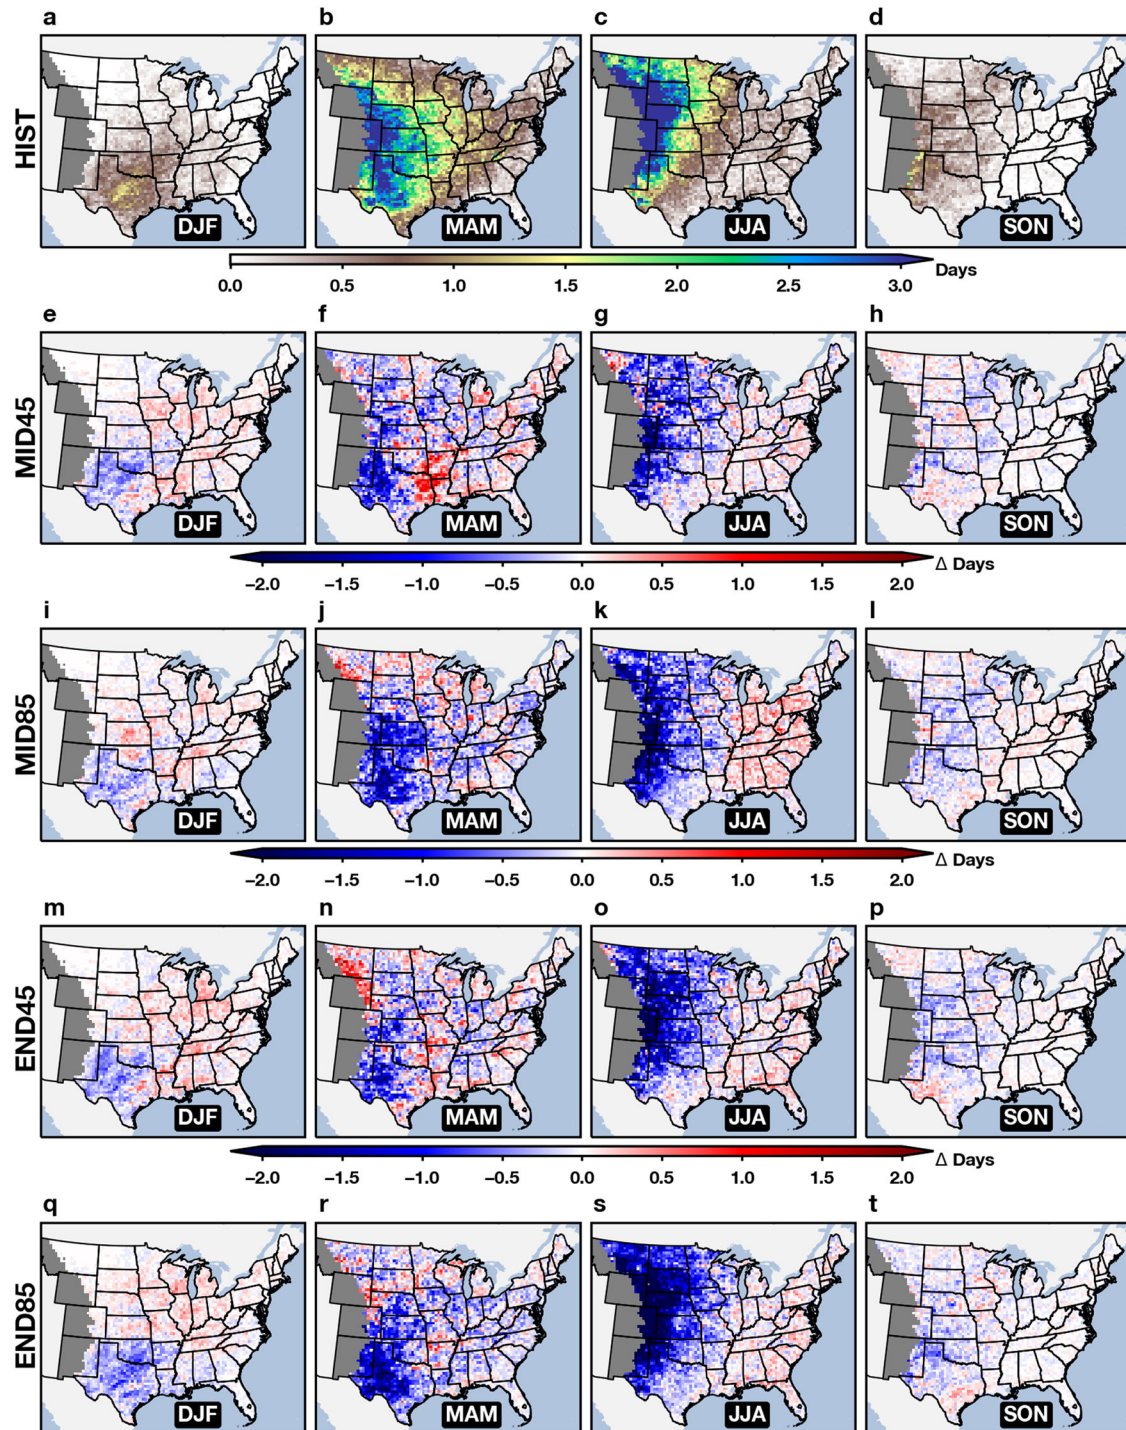 a b c d
HIST
DJF MAM JJA SON
0.0 0.5 1.0 1.5 2.0 2.5 3.0 Days
e f g h
MID45
DJF MAM JJA SON
−2.0 −1.5 −1.0 −0.5 0.0 0.5 1.0 1.5 2.0 Δ Days
i j k l
MID85
DJF MAM JJA SON
−2.0 −1.5 −1.0 −0.5 0.0 0.5 1.0 1.5 2.0 Δ Days
m n o p
END45
DJF MAM JJA SON
−2.0 −1.5 −1.0 −0.5 0.0 0.5 1.0 1.5 2.0 Δ Days
q r s t
END85
DJF MAM JJA SON